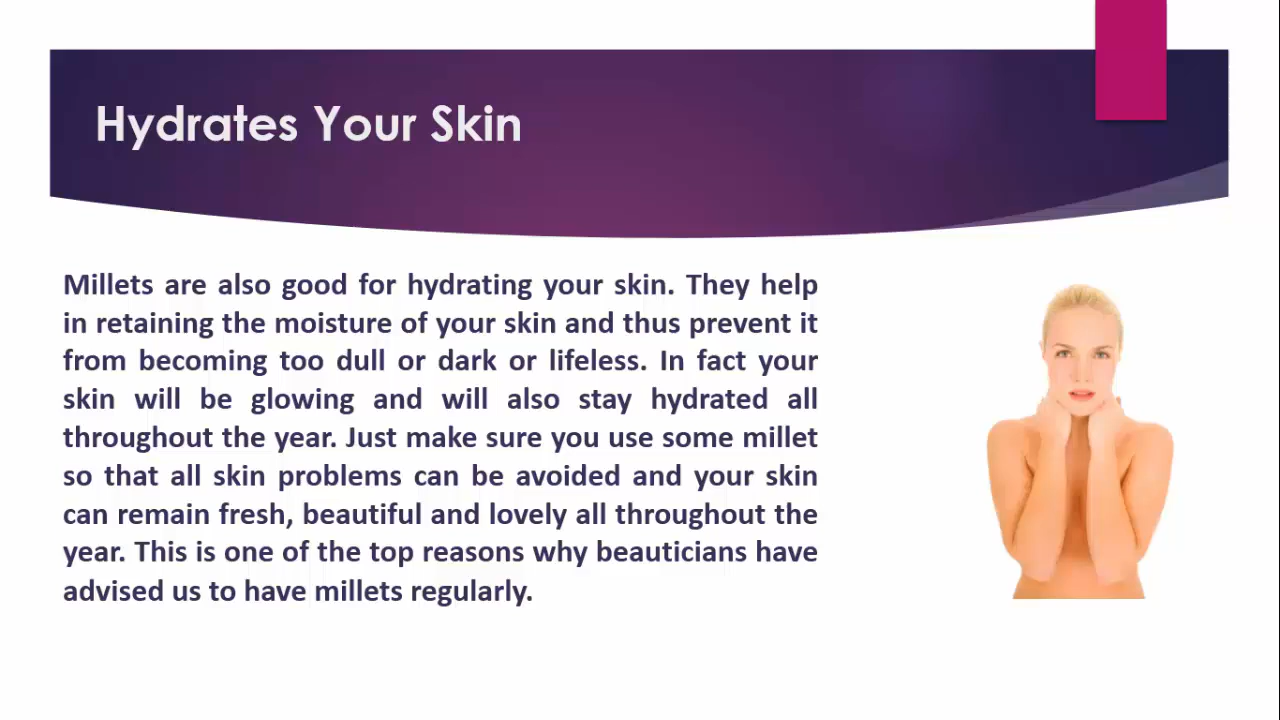 Hydrates Your Skin
Millets are also good for hydrating your skin. They help
in retaining the moisture of your skin and thus prevent it
from becoming too dull or dark or lifeless. In fact your
skin will be glowing and will also stay hydrated all
throughout the year. Just make sure you use some millet
so that all skin problems can be avoided and your skin
can remain fresh, beautiful and lovely all throughout the
year. This is one of the top reasons why beauticians have
advised us to have millets regularly.